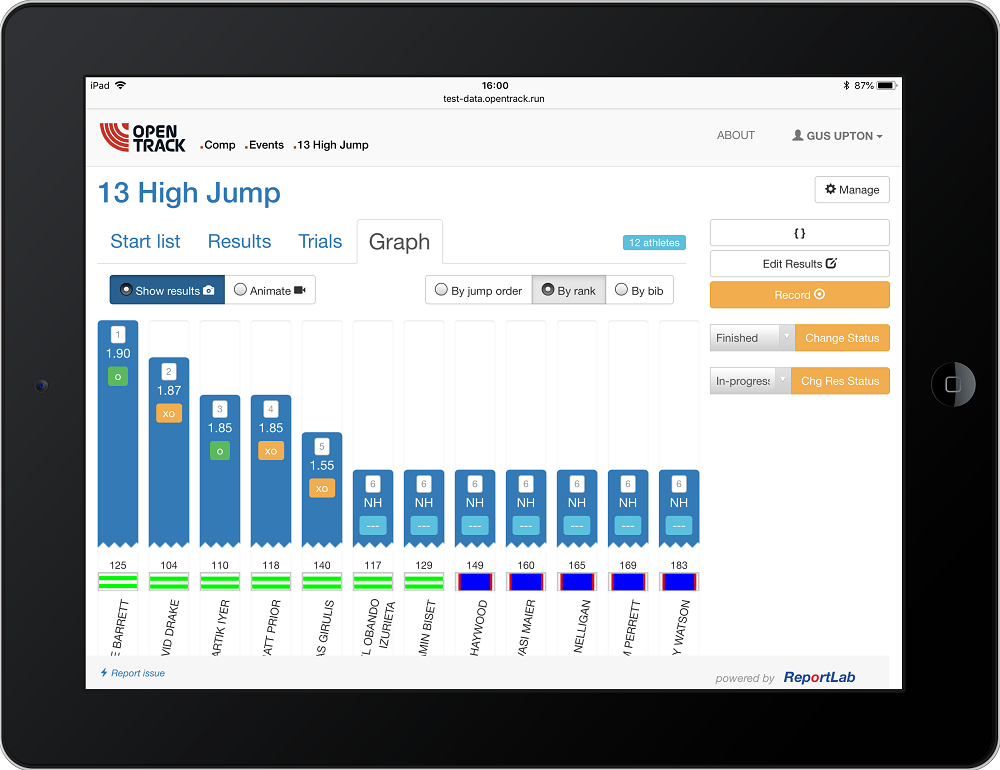 iPad 16:00 87%
test-data.opentrack.run
OPEN TRACK .Comp .Events .13 High Jump ABOUT GUS UPTON
13 High Jump Manage
Start list Results Trials Graph 12 athletes
{ }
Edit Results
Show results Animate By jump order By rank By bib
Record
Finished Change Status
In-progress Chg Res Status
1 2 3 4 5 6 6 6 6 6 6 6
1.90 1.87 1.85 1.85 1.55 NH NH NH NH NH NH NH
o xo o xo xo --- --- --- --- --- --- ---
125 104 110 118 140 117 129 149 160 165 169 183
E BARRETT
VID DRAKE
ARTIK IYER
ATT PRIOR
AS GIRULIS
EL OBANDO
IZURIETA
AMIN BISET
HAYWOOD
VASI MAIER
NELLIGAN
M PERRETT
Y WATSON
Report issue powered by ReportLab